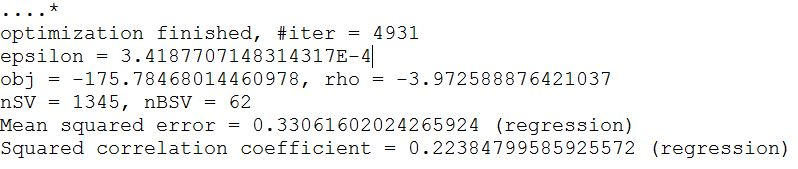 ....*
optimization finished, #iter = 4931
epsilon = 3.4187707148314317E-4
obj = -175.78468014460978, rho = -3.972588876421037
nSV = 1345, nBSV = 62
Mean squared error = 0.33061602024265924 (regression)
Squared correlation coefficient = 0.22384799585925572 (regression)